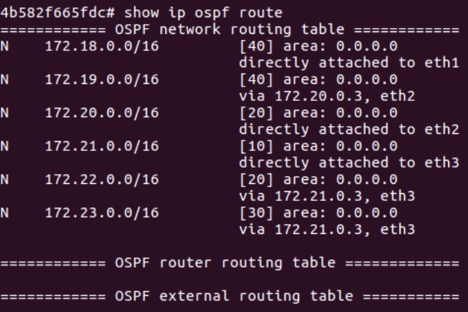 4b582f665fdc# show ip ospf route
============ OSPF network routing table ============
N    172.18.0.0/16         [40] area: 0.0.0.0
                           directly attached to eth1
N    172.19.0.0/16         [40] area: 0.0.0.0
                           via 172.20.0.3, eth2
N    172.20.0.0/16         [20] area: 0.0.0.0
                           directly attached to eth2
N    172.21.0.0/16         [10] area: 0.0.0.0
                           directly attached to eth3
N    172.22.0.0/16         [20] area: 0.0.0.0
                           via 172.21.0.3, eth3
N    172.23.0.0/16         [30] area: 0.0.0.0
                           via 172.21.0.3, eth3
============ OSPF router routing table =============
============ OSPF external routing table ===========